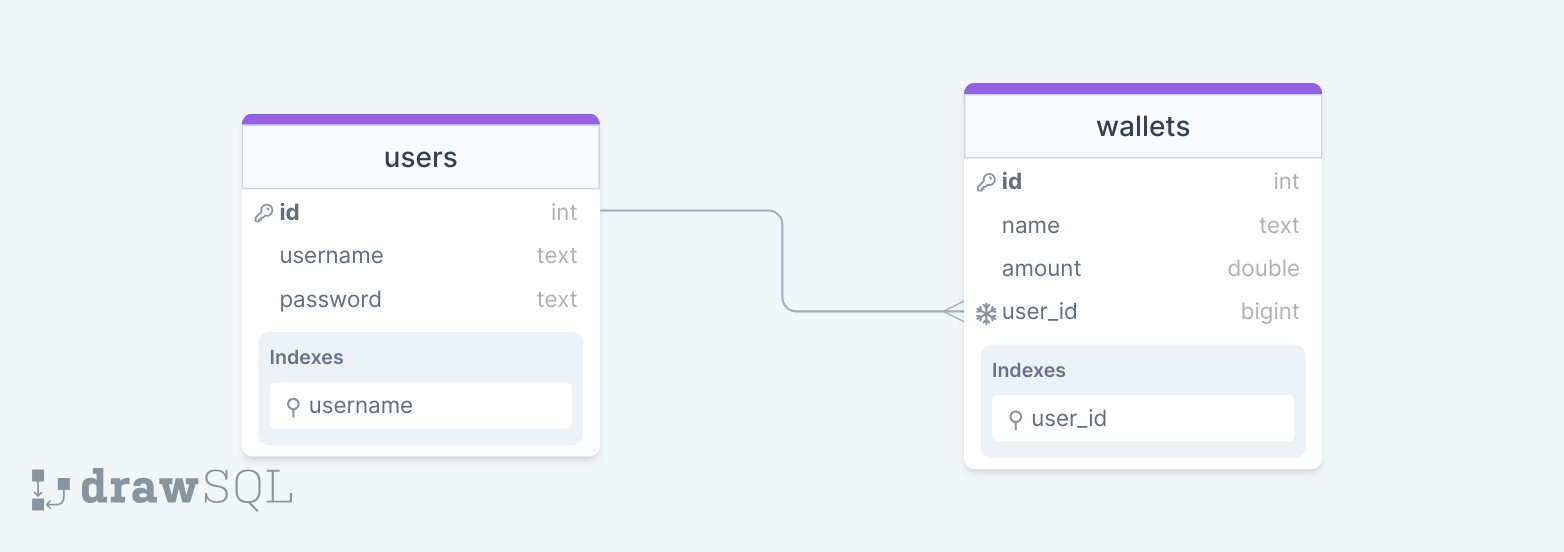 users
id int
username text
password text
Indexes
username
wallets
id int
name text
amount double
user_id bigint
Indexes
user_id
drawSQL